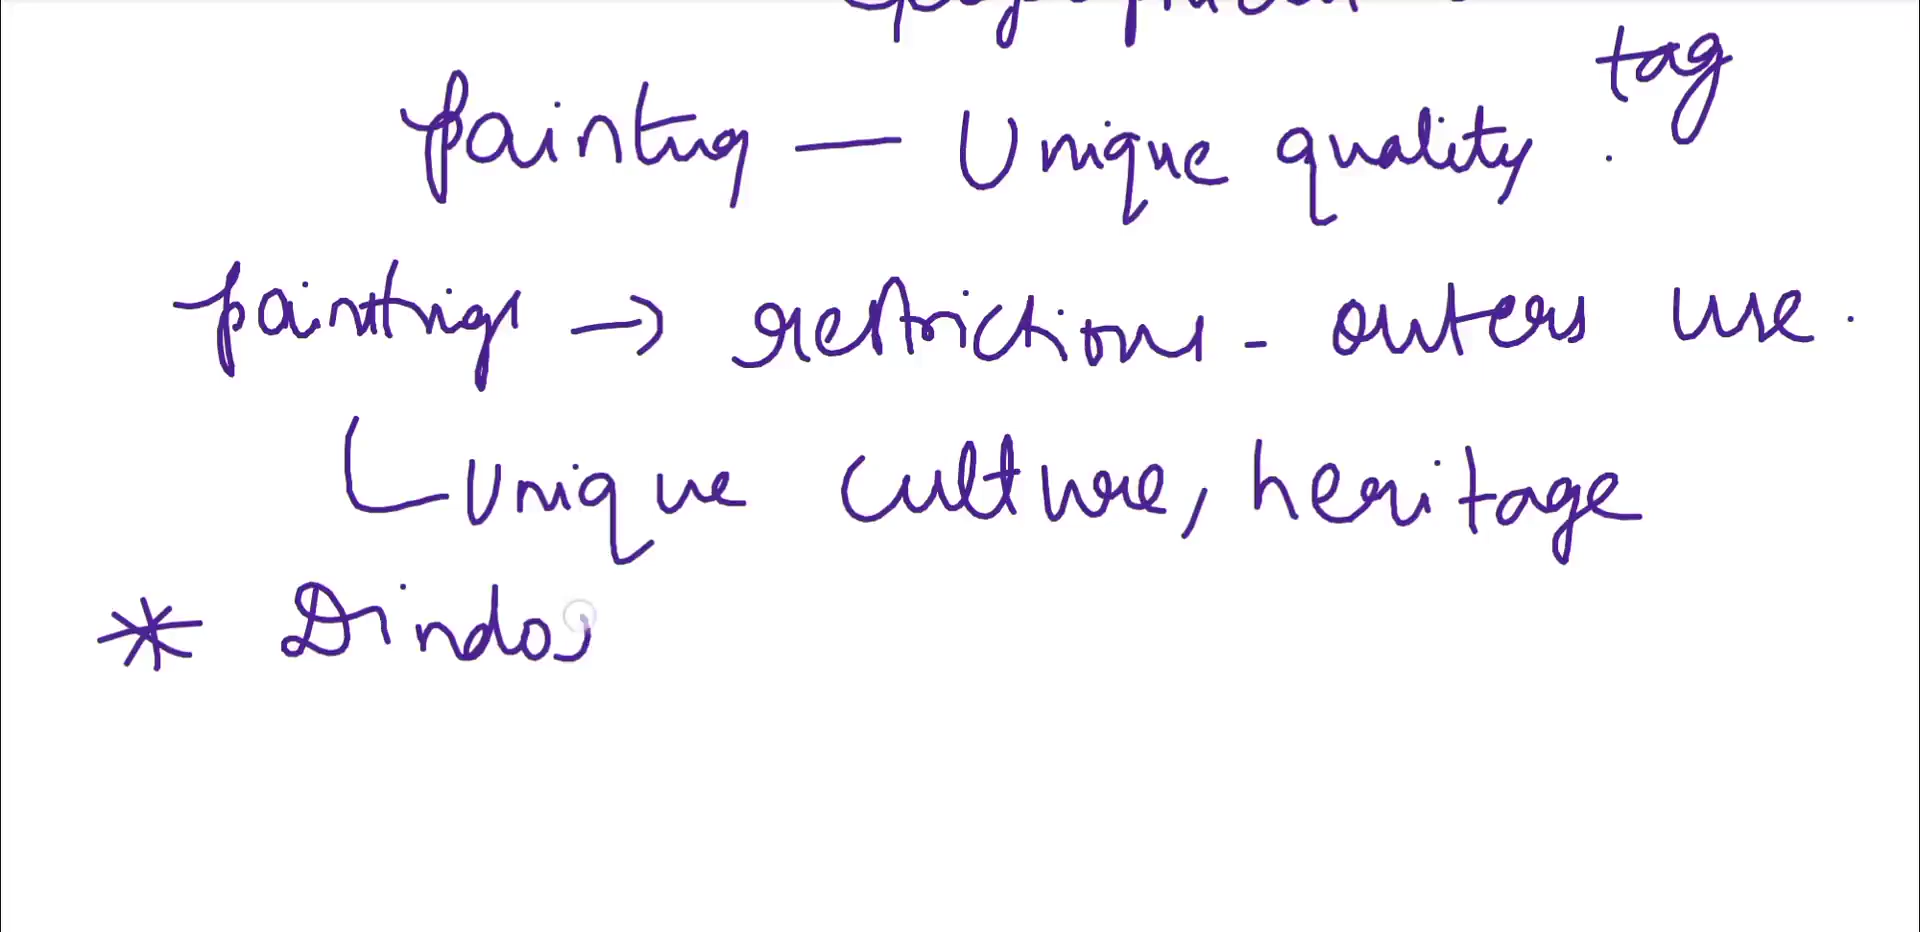 tag
painting — Unique quality .
paintings → restrictions - outers use .
unique culture, heritage
* Dindo